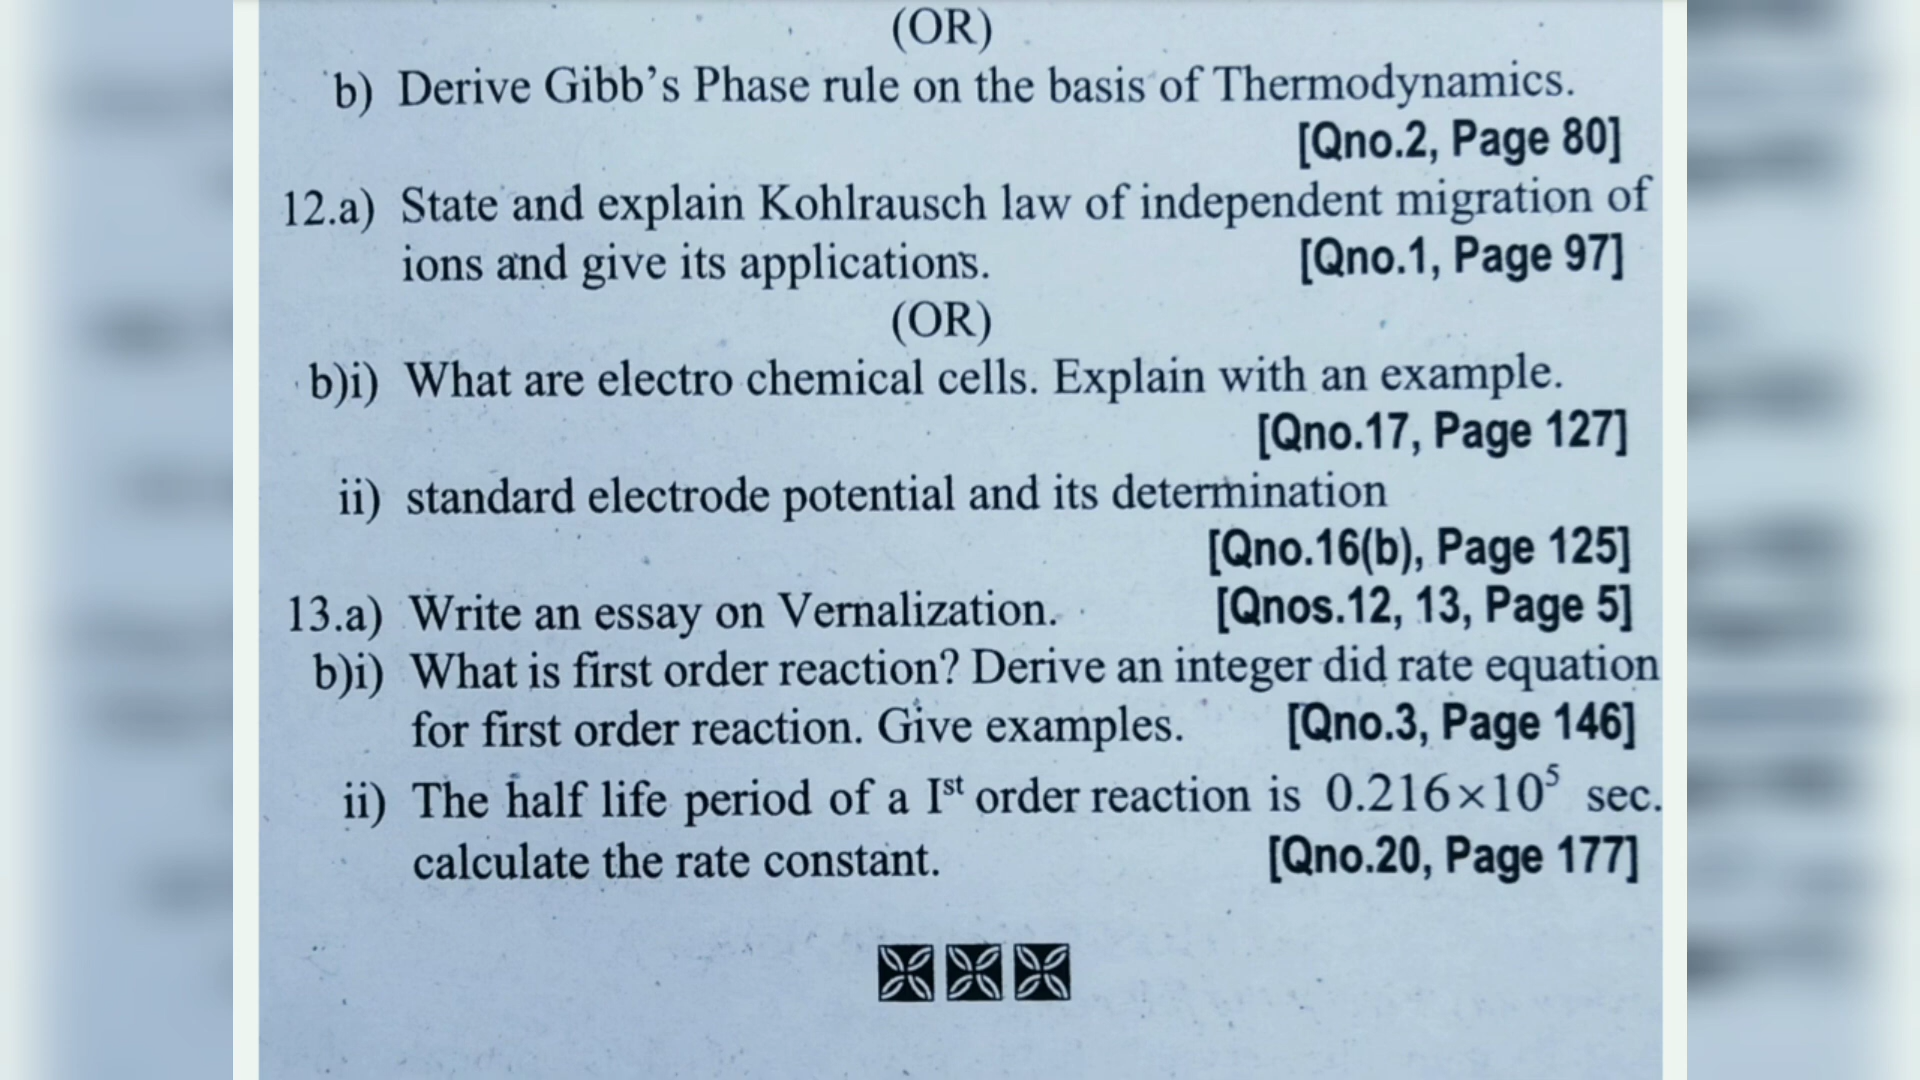 (OR)
b) Derive Gibb's Phase rule on the basis of Thermodynamics.
[Qno.2, Page 80]
12.a) State and explain Kohlrausch law of independent migration of
ions and give its applications. [Qno.1, Page 97]
(OR)
b)i) What are electro chemical cells. Explain with an example.
[Qno.17, Page 127]
ii) standard electrode potential and its determination
[Qno.16(b), Page 125]
13.a) Write an essay on Vernalization. [Qnos.12, 13, Page 5]
b)i) What is first order reaction? Derive an integer did rate equation
for first order reaction. Give examples. [Qno.3, Page 146]
ii) The half life period of a Iˢᵗ order reaction is 0.216×10⁵ sec.
calculate the rate constant. [Qno.20, Page 177]